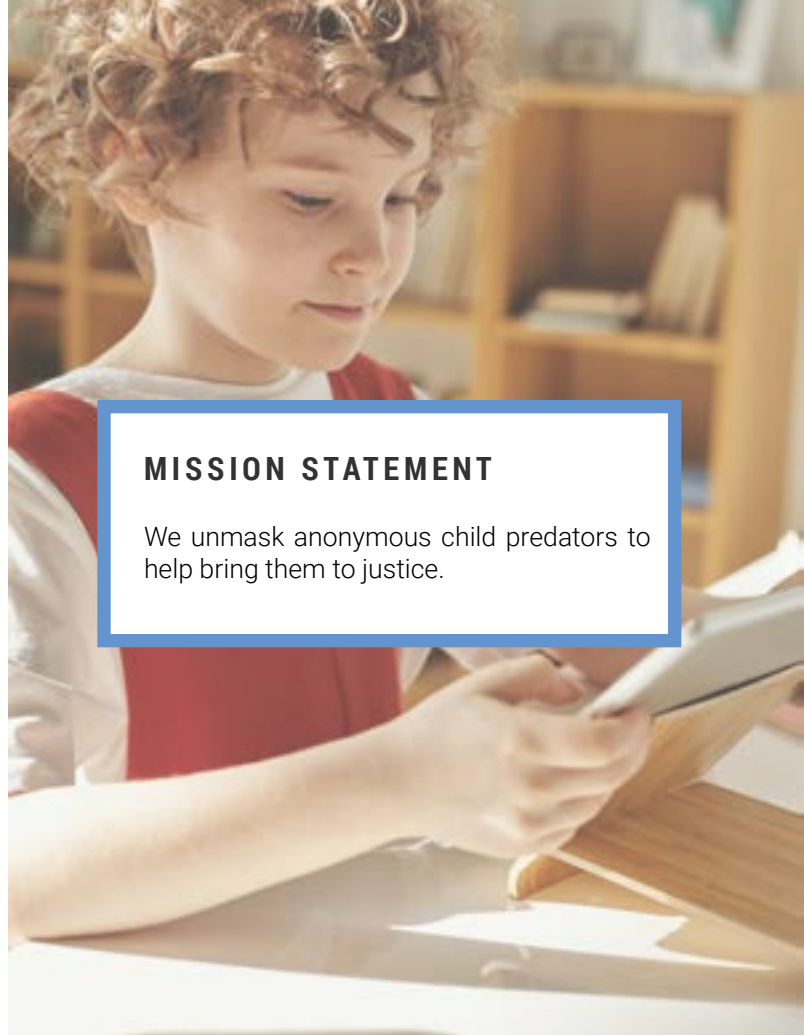 MISSION STATEMENT
We unmask anonymous child predators to
help bring them to justice.